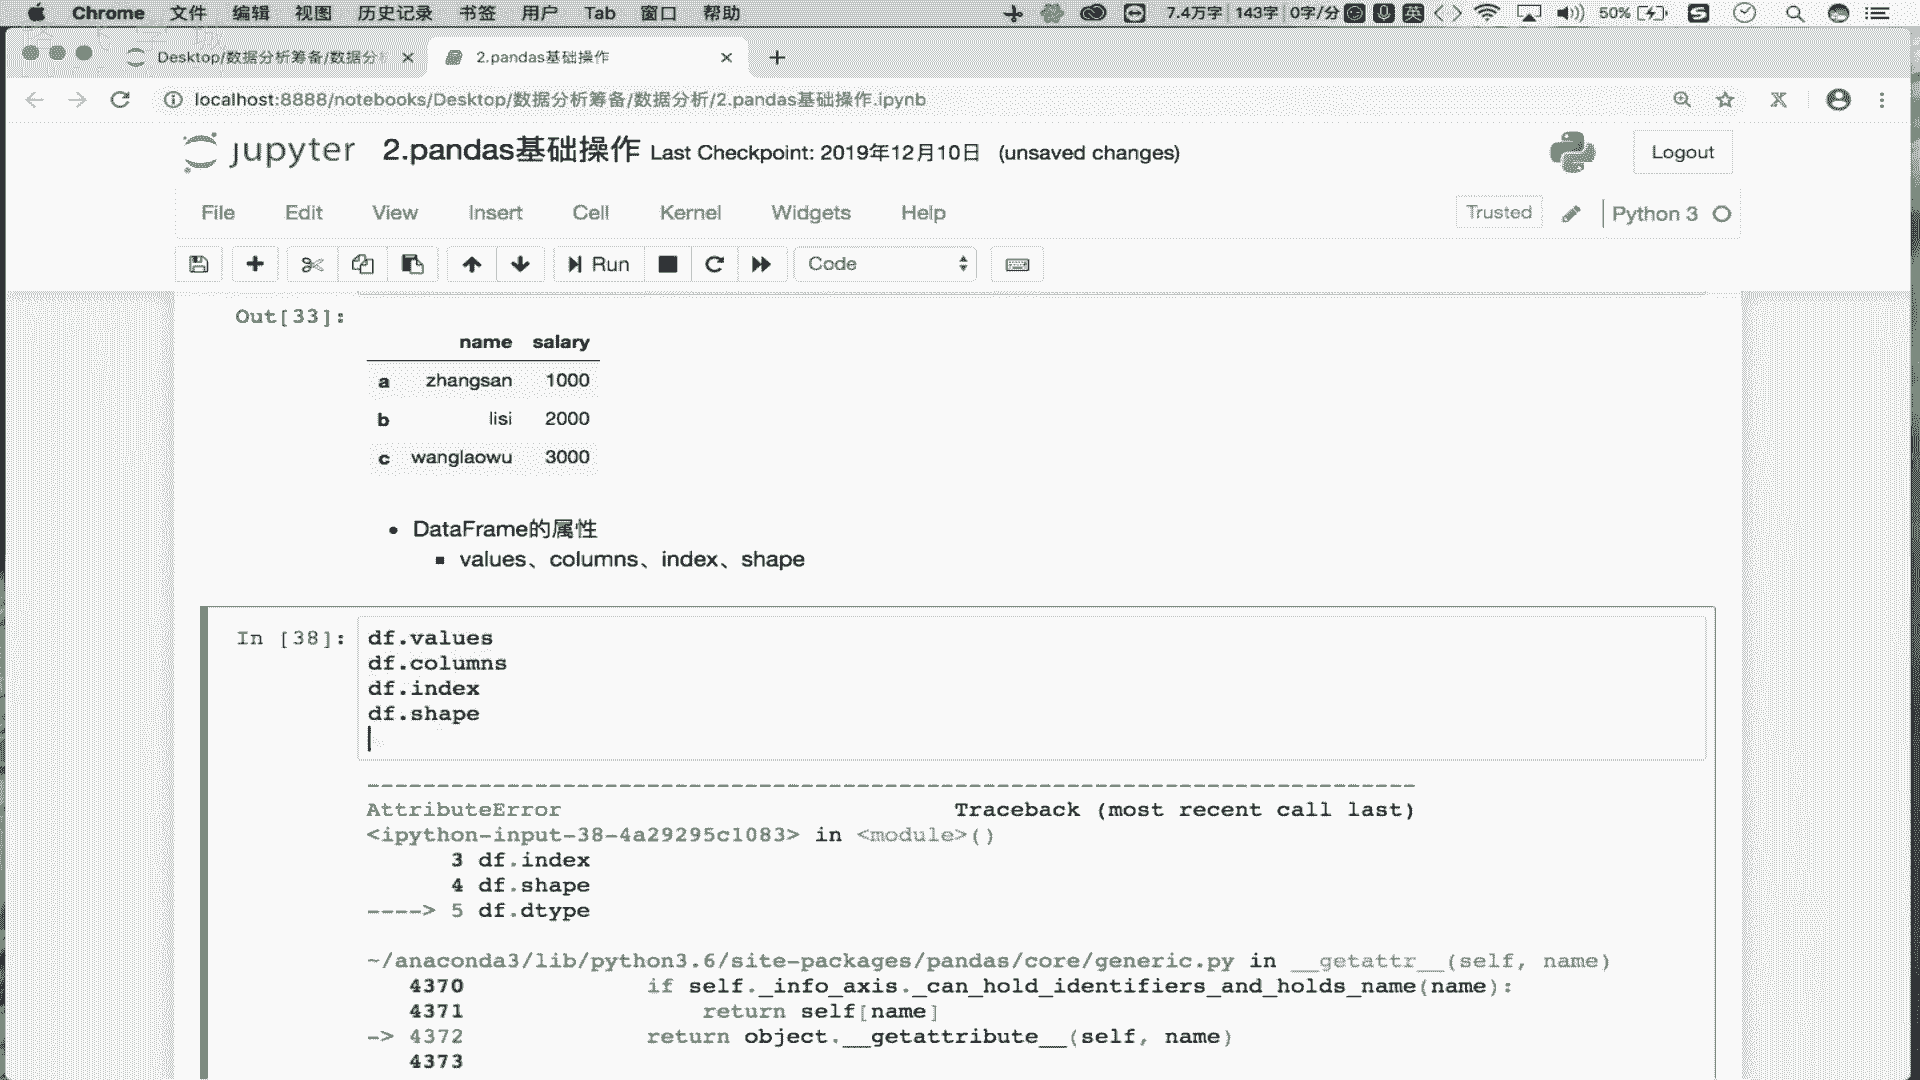 Chrome 文件 编辑 视图 历史记录 书签 用户 Tab 窗口 帮助 7.4万字 143字 0字/分 英 50%
Desktop/数据分析筹备/数据分析 2.pandas基础操作
localhost:8888/notebooks/Desktop/数据分析筹备/数据分析/2.pandas基础操作.ipynb
jupyter 2.pandas基础操作 Last Checkpoint: 2019年12月10日 (unsaved changes) Logout
File Edit View Insert Cell Kernel Widgets Help Trusted Python 3
Run Code
Out[33]:
name salary
a zhangsan 1000
b lisi 2000
c wanglaowu 3000
DataFrame的属性
values、columns、index、shape
In [38]: df.values
df.columns
df.index
df.shape
---------------------------------------------------------------------------
AttributeError Traceback (most recent call last)
<ipython-input-38-4a29295c1083> in <module>()
3 df.index
4 df.shape
----> 5 df.dtype
~/anaconda3/lib/python3.6/site-packages/pandas/core/generic.py in __getattr__(self, name)
4370 if self._info_axis._can_hold_identifiers_and_holds_name(name):
4371 return self[name]
-> 4372 return object.__getattribute__(self, name)
4373